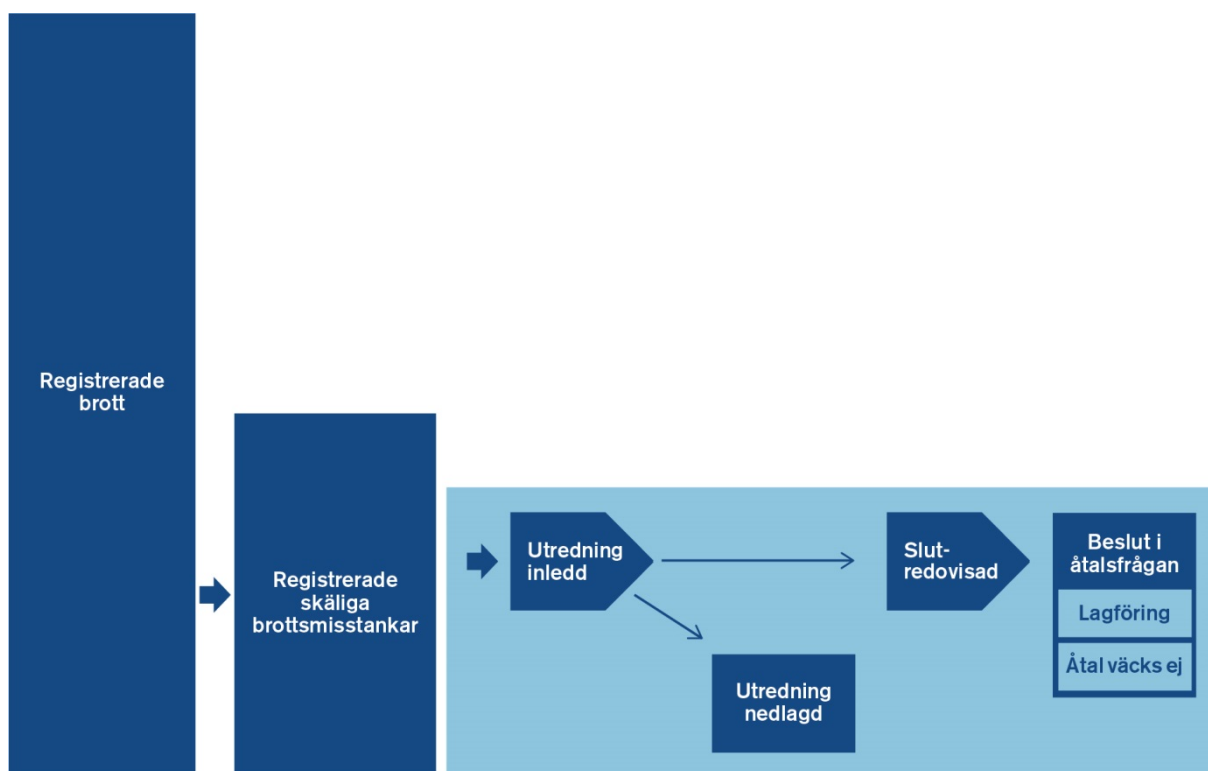 Registrerade
brott
Registrerade
skäliga
brottsmisstankar
Utredning
inledd
Utredning
nedlagd
Slut-
redovisad
Beslut i
åtalsfrågan
Lagföring
Åtal väcks ej